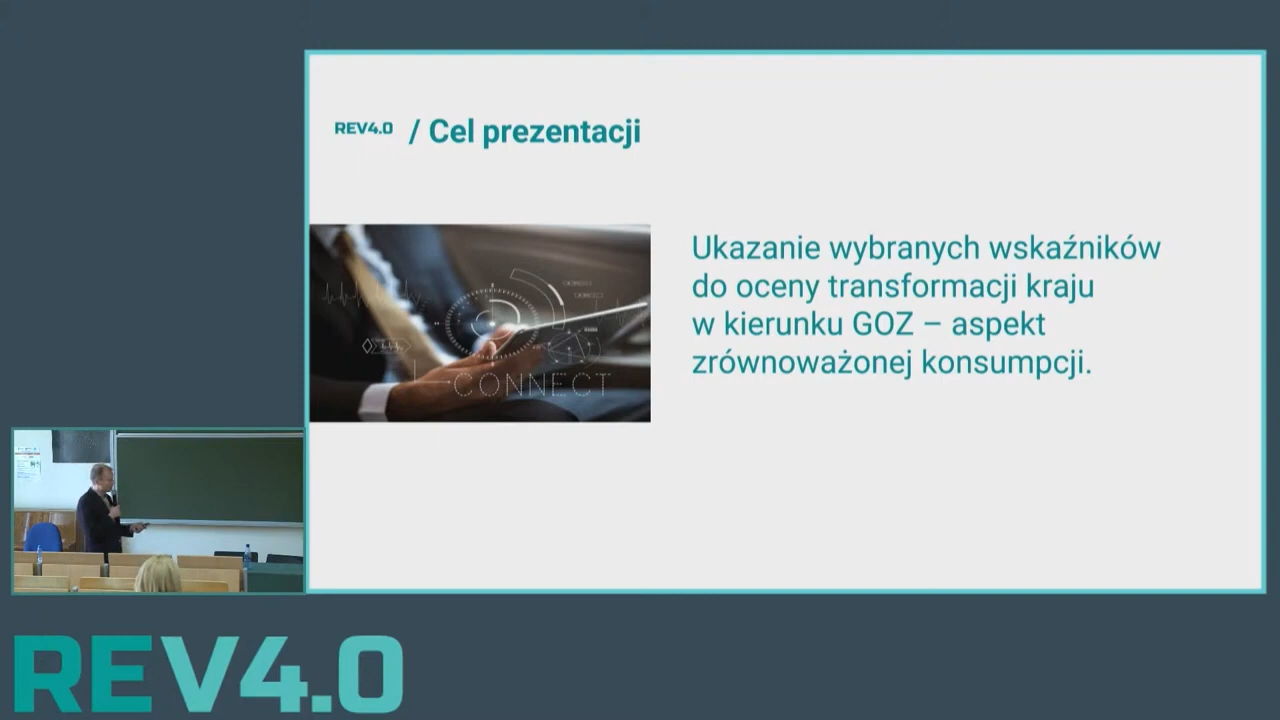 REV4.0 / Cel prezentacji
Ukazanie wybranych wskaźników
do oceny transformacji kraju
w kierunku GOZ – aspekt
zrównoważonej konsumpcji.
CONNECT
REV4.0